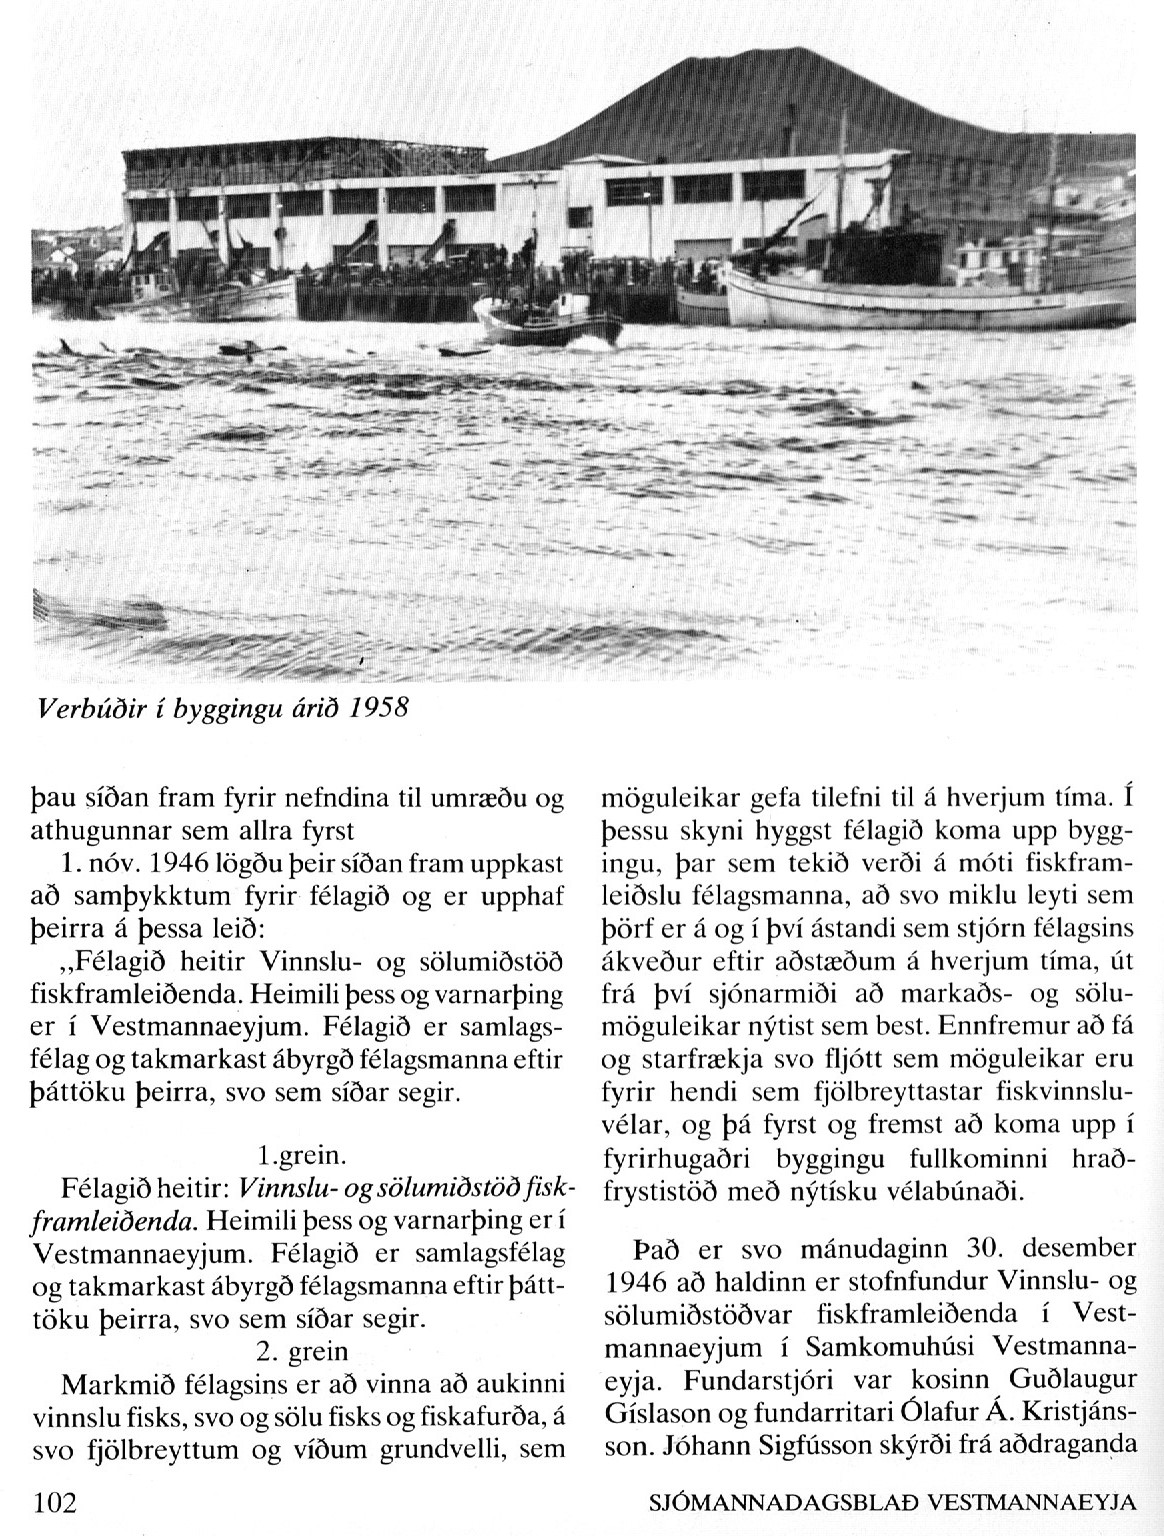 Verbúðir í byggingu árið 1958
þau síðan fram fyrir nefndina til umræðu og
athugunnar sem allra fyrst
1. nóv. 1946 lögðu þeir síðan fram uppkast
að samþykktum fyrir félagið og er upphaf
þeirra á þessa leið:
,,Félagið heitir Vinnslu- og sölumiðstöð
fiskframleiðenda. Heimili þess og varnarþing
er í Vestmannaeyjum. Félagið er samlags-
félag og takmarkast ábyrgð félagsmanna eftir
þáttöku þeirra, svo sem síðar segir.
1.grein.
Félagið heitir: Vinnslu- og sölumiðstöð fisk-
framleiðenda. Heimili þess og varnarþing er í
Vestmannaeyjum. Félagið er samlagsfélag
og takmarkast ábyrgð félagsmanna eftir þátt-
töku þeirra, svo sem síðar segir.
2. grein
Markmið félagsins er að vinna að aukinni
vinnslu fisks, svo og sölu fisks og fiskafurða, á
svo fjölbreyttum og víðum grundvelli, sem
möguleikar gefa tilefni til á hverjum tíma. Í
þessu skyni hyggst félagið koma upp bygg-
ingu, þar sem tekið verði á móti fiskfram-
leiðslu félagsmanna, að svo miklu leyti sem
þörf er á og í því ástandi sem stjórn félagsins
ákveður eftir aðstæðum á hverjum tíma, út
frá því sjónarmiði að markaðs- og sölu-
möguleikar nýtist sem best. Ennfremur að fá
og starfrækja svo fljótt sem möguleikar eru
fyrir hendi sem fjölbreyttastar fiskvinnslu-
vélar, og þá fyrst og fremst að koma upp í
fyrirhugaðri byggingu fullkominni hrað-
frystistöð með nýtísku vélabúnaði.
Það er svo mánudaginn 30. desember
1946 að haldinn er stofnfundur Vinnslu- og
sölumiðstöðvar fiskframleiðenda í Vest-
mannaeyjum í Samkomuhúsi Vestmanna-
eyja. Fundarstjóri var kosinn Guðlaugur
Gíslason og fundarritari Ólafur Á. Kristjáns-
son. Jóhann Sigfússon skýrði frá aðdraganda
102
SJÓMANNADAGSBLAÐ VESTMANNAEYJA